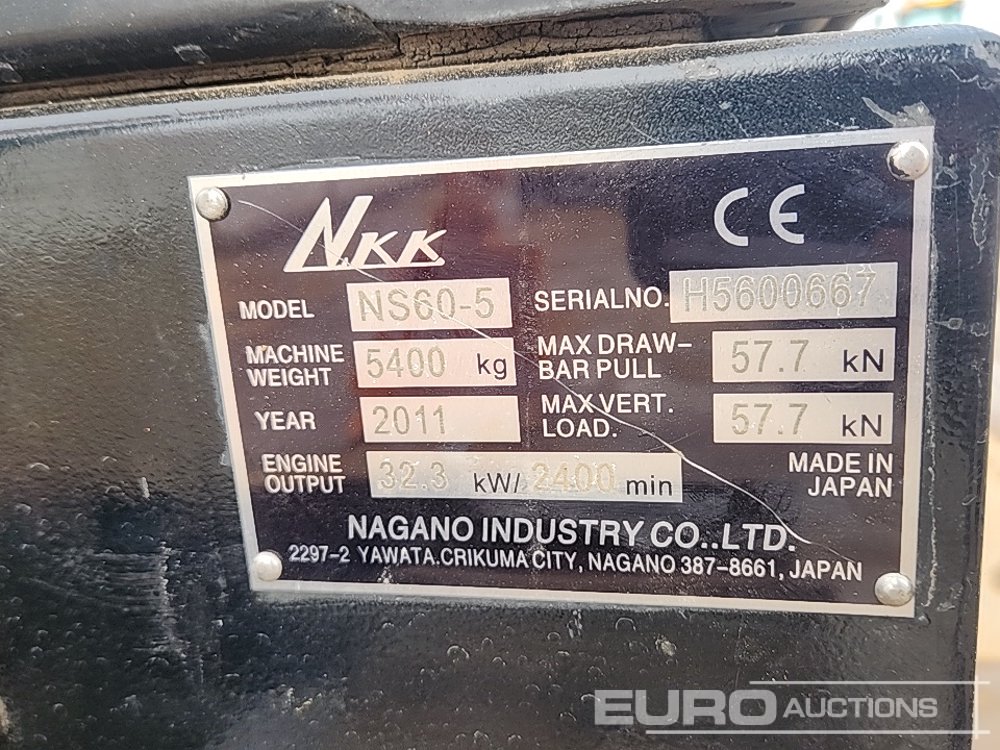 NKK CE
MODEL NS60-5 SERIALNO. H5600667
MACHINE WEIGHT 5400 kg MAX DRAW-BAR PULL 57.7 kN
YEAR 2011 MAX VERT. LOAD. 57.7 kN
ENGINE OUTPUT 32.3 kW/ 2400 min MADE IN JAPAN
NAGANO INDUSTRY CO.,LTD.
2297-2 YAWATA.CRIKUMA CITY, NAGANO 387-8661, JAPAN
EURO AUCTIONS